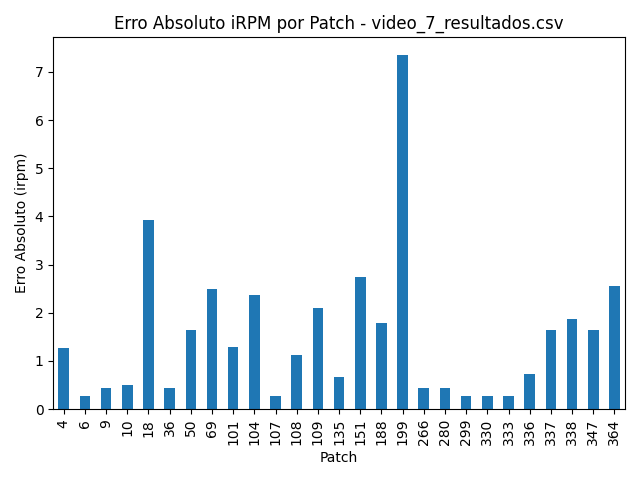 Erro Absoluto iRPM por Patch - video_7_resultados.csv
Erro Absoluto (irpm)
7
6
5
4
3
2
1
0
4 6 9 10 18 36 50 69 101 104 107 108 109 135 151 188 199 266 280 299 330 333 336 337 338 347 364
Patch